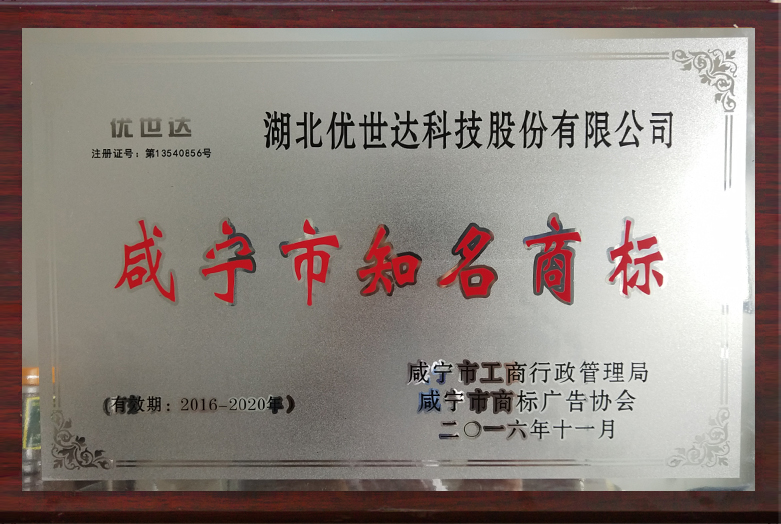 优世达
注册证号：第13540856号
湖北优世达科技股份有限公司
咸宁市知名商标
（有效期：2016-2020年）
咸宁市工商行政管理局
咸宁市商标广告协会
二〇一六年十一月